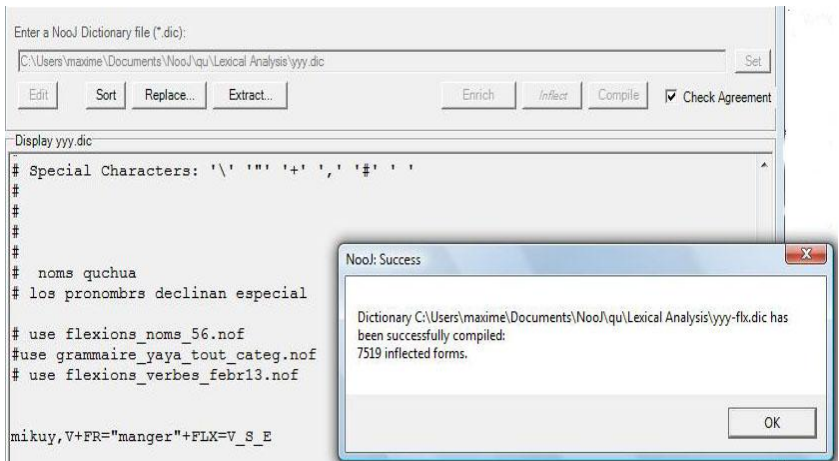 Enter a NooJ Dictionary file (*.dic):
C:\Users\maxime\Documents\NooJ\qu\Lexical Analysis\yyy.dic
Set
Edit Sort Replace... Extract... Enrich Inflect Compile Check Agreement
Display yyy.dic
# Special Characters: '\' '"' '+' ',' '#' ' '
#
#
#
#
# noms quchua
# los pronombrs declinan especial
# use flexions_noms_56.nof
#use grammaire_yaya_tout_categ.nof
# use flexions_verbes_febr13.nof
mikuy,V+FR="manger"+FLX=V_S_E
NooJ: Success
Dictionary C:\Users\maxime\Documents\NooJ\qu\Lexical Analysis\yyy-flx.dic has
been successfully compiled:
7519 inflected forms.
OK